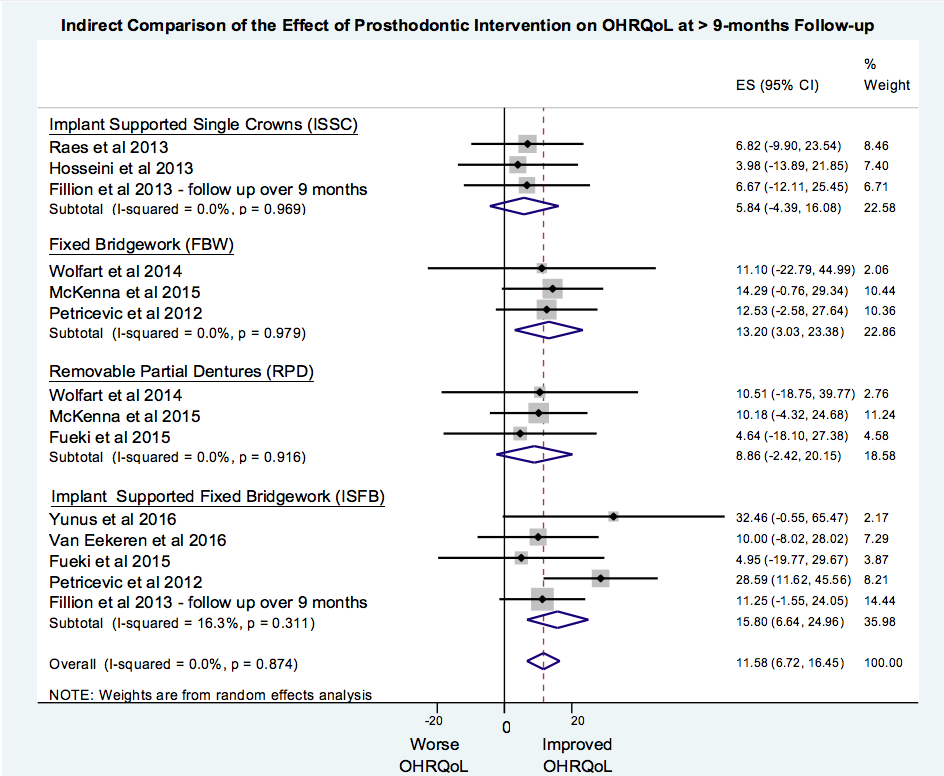 Indirect Comparison of the Effect of Prosthodontic Intervention on OHRQoL at > 9-months Follow-up
%
ES (95% CI) Weight
Implant Supported Single Crowns (ISSC)
Raes et al 2013 6.82 (-9.90, 23.54) 8.46
Hosseini et al 2013 3.98 (-13.89, 21.85) 7.40
Fillion et al 2013 - follow up over 9 months 6.67 (-12.11, 25.45) 6.71
Subtotal (I-squared = 0.0%, p = 0.969) 5.84 (-4.39, 16.08) 22.58
Fixed Bridgework (FBW)
Wolfart et al 2014 11.10 (-22.79, 44.99) 2.06
McKenna et al 2015 14.29 (-0.76, 29.34) 10.44
Petricevic et al 2012 12.53 (-2.58, 27.64) 10.36
Subtotal (I-squared = 0.0%, p = 0.979) 13.20 (3.03, 23.38) 22.86
Removable Partial Dentures (RPD)
Wolfart et al 2014 10.51 (-18.75, 39.77) 2.76
McKenna et al 2015 10.18 (-4.32, 24.68) 11.24
Fueki et al 2015 4.64 (-18.10, 27.38) 4.58
Subtotal (I-squared = 0.0%, p = 0.916) 8.86 (-2.42, 20.15) 18.58
Implant Supported Fixed Bridgework (ISFB)
Yunus et al 2016 32.46 (-0.55, 65.47) 2.17
Van Eekeren et al 2016 10.00 (-8.02, 28.02) 7.29
Fueki et al 2015 4.95 (-19.77, 29.67) 3.87
Petricevic et al 2012 28.59 (11.62, 45.56) 8.21
Fillion et al 2013 - follow up over 9 months 11.25 (-1.55, 24.05) 14.44
Subtotal (I-squared = 16.3%, p = 0.311) 15.80 (6.64, 24.96) 35.98
Overall (I-squared = 0.0%, p = 0.874) 11.58 (6.72, 16.45) 100.00
NOTE: Weights are from random effects analysis
-20 0 20
Worse Improved
OHRQoL OHRQoL